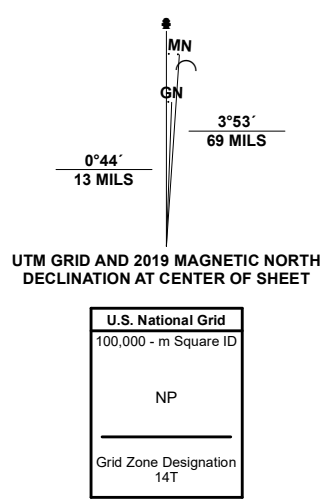 MN
GN
3°53´
69 MILS
0°44´
13 MILS
UTM GRID AND 2019 MAGNETIC NORTH
DECLINATION AT CENTER OF SHEET
U.S. National Grid
100,000 - m Square ID
NP
Grid Zone Designation
14T